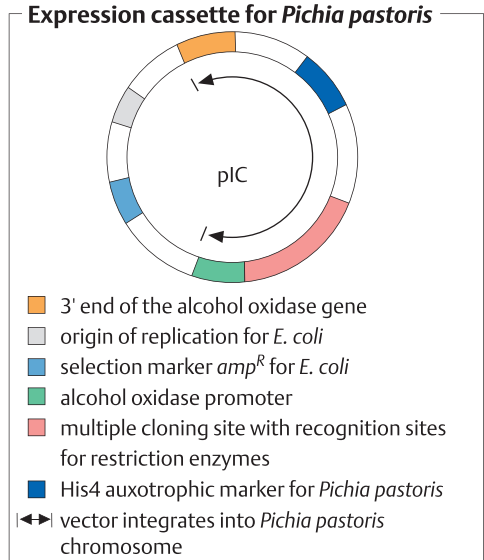 Expression cassette for Pichia pastoris
pIC
3' end of the alcohol oxidase gene
origin of replication for E. coli
selection marker ampR for E. coli
alcohol oxidase promoter
multiple cloning site with recognition sites
for restriction enzymes
His4 auxotrophic marker for Pichia pastoris
vector integrates into Pichia pastoris
chromosome